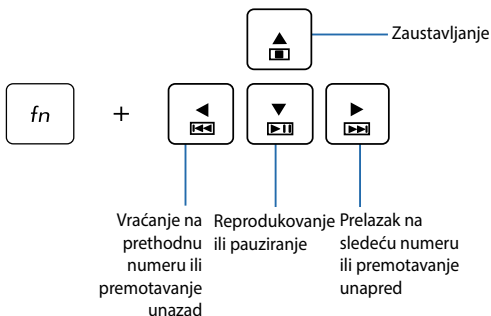 Zaustavljanje
fn
+
Vraćanje na
prethodnu
numeru ili
premotavanje
unazad
Reprodukovanje
ili pauziranje
Prelazak na
sledeću numeru
ili premotavanje
unapred